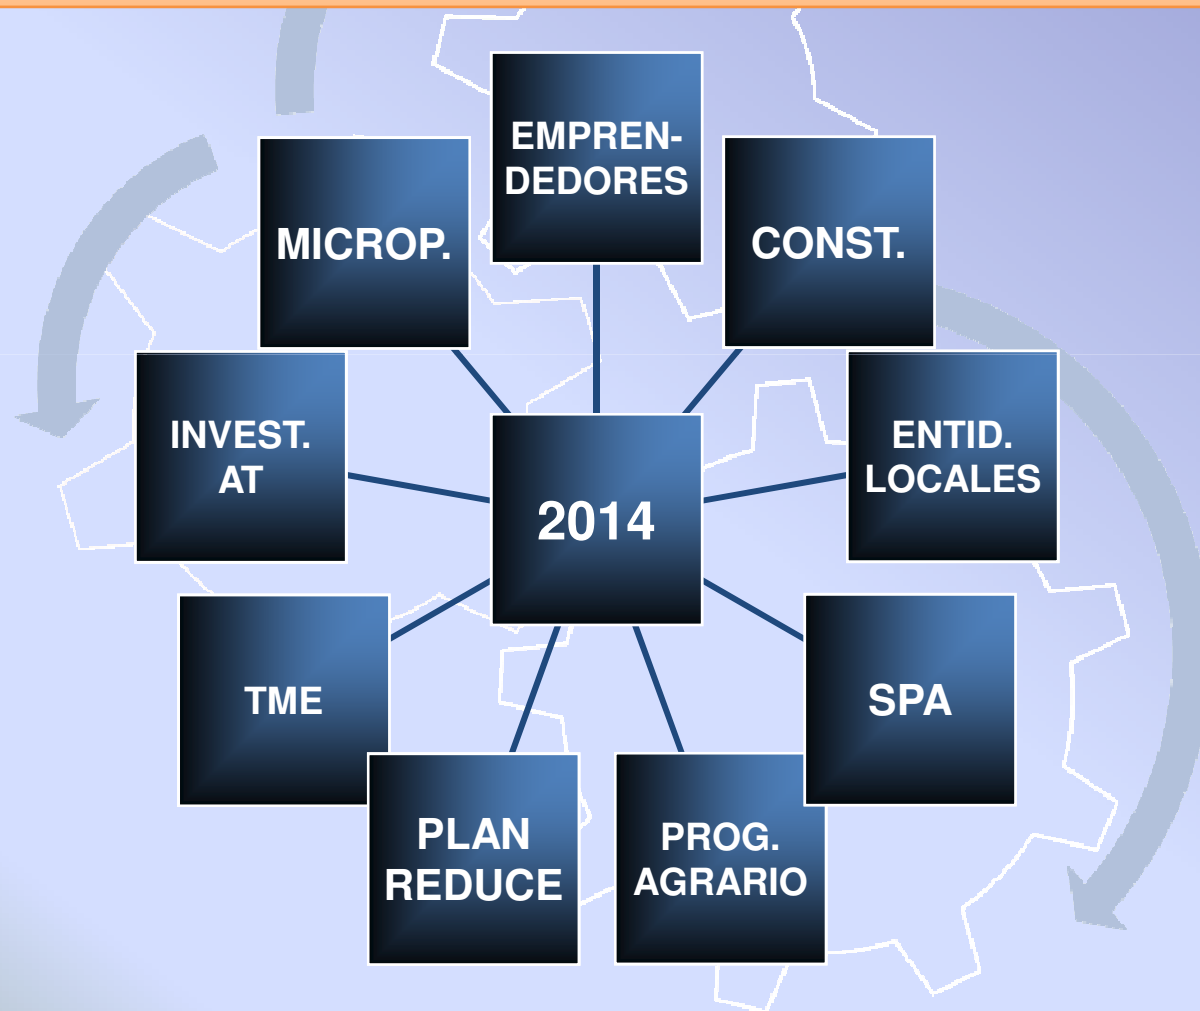 EMPREN-
DEDORES
MICROP.
CONST.
INVEST.
AT
ENTID.
LOCALES
2014
TME
SPA
PLAN
REDUCE
PROG.
AGRARIO